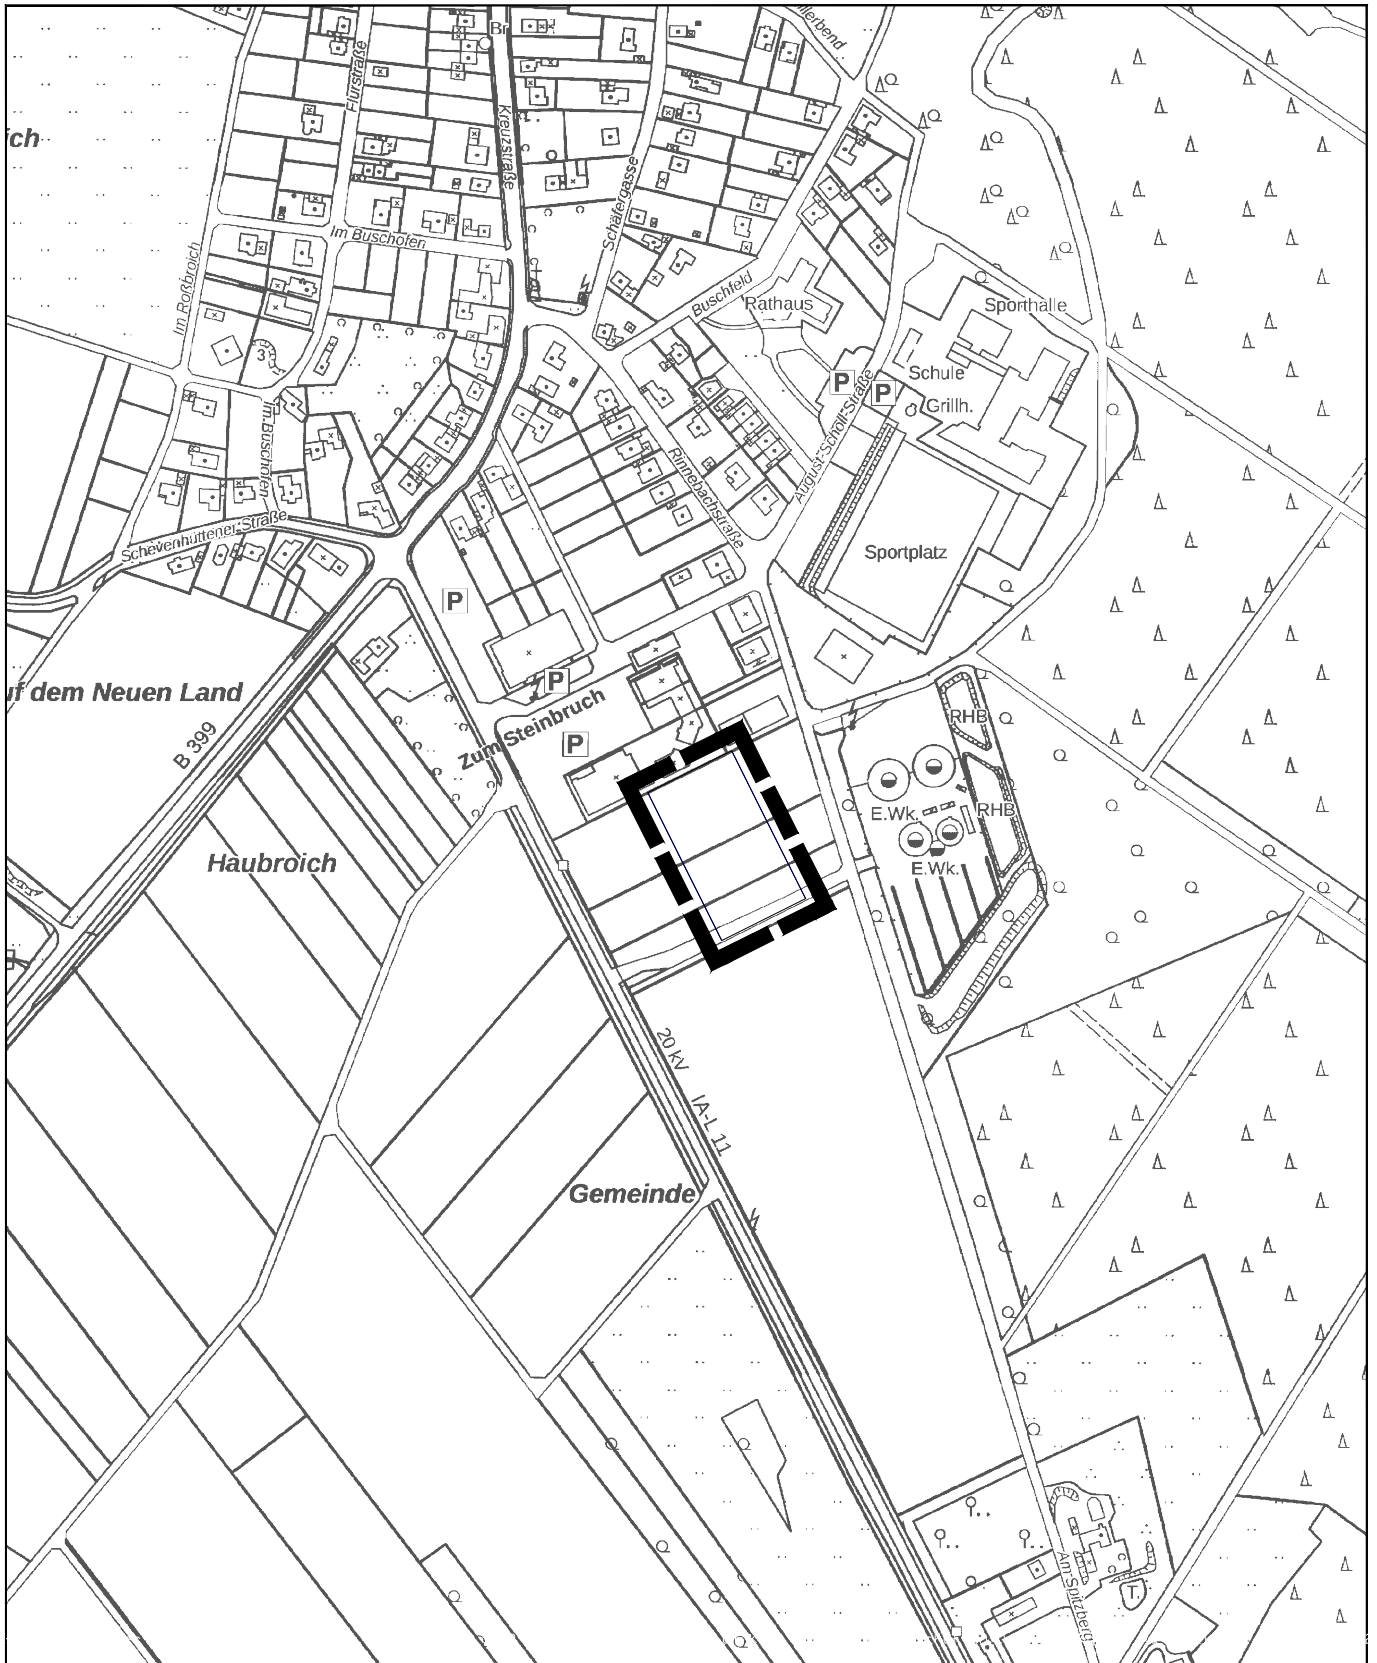 Br
Flurstraße
Kreuzstraße
ich
Schäfergasse
Im Buschofen
Im Roßbroich
Buschfeld
Rathaus
Sporthalle
3
Schule
P
P
Grillh.
Im Buschofen
August-Scholl-Straße
Rinnebachstraße
Schevenhüttener Straße
Sportplatz
P
P
uf dem Neuen Land
RHB
Zum Steinbruch
B 399
P
E.Wk.
RHB
Haubroich
E.Wk.
20 kV
IA-L 11
Gemeinde
Am Spitzberg
T.